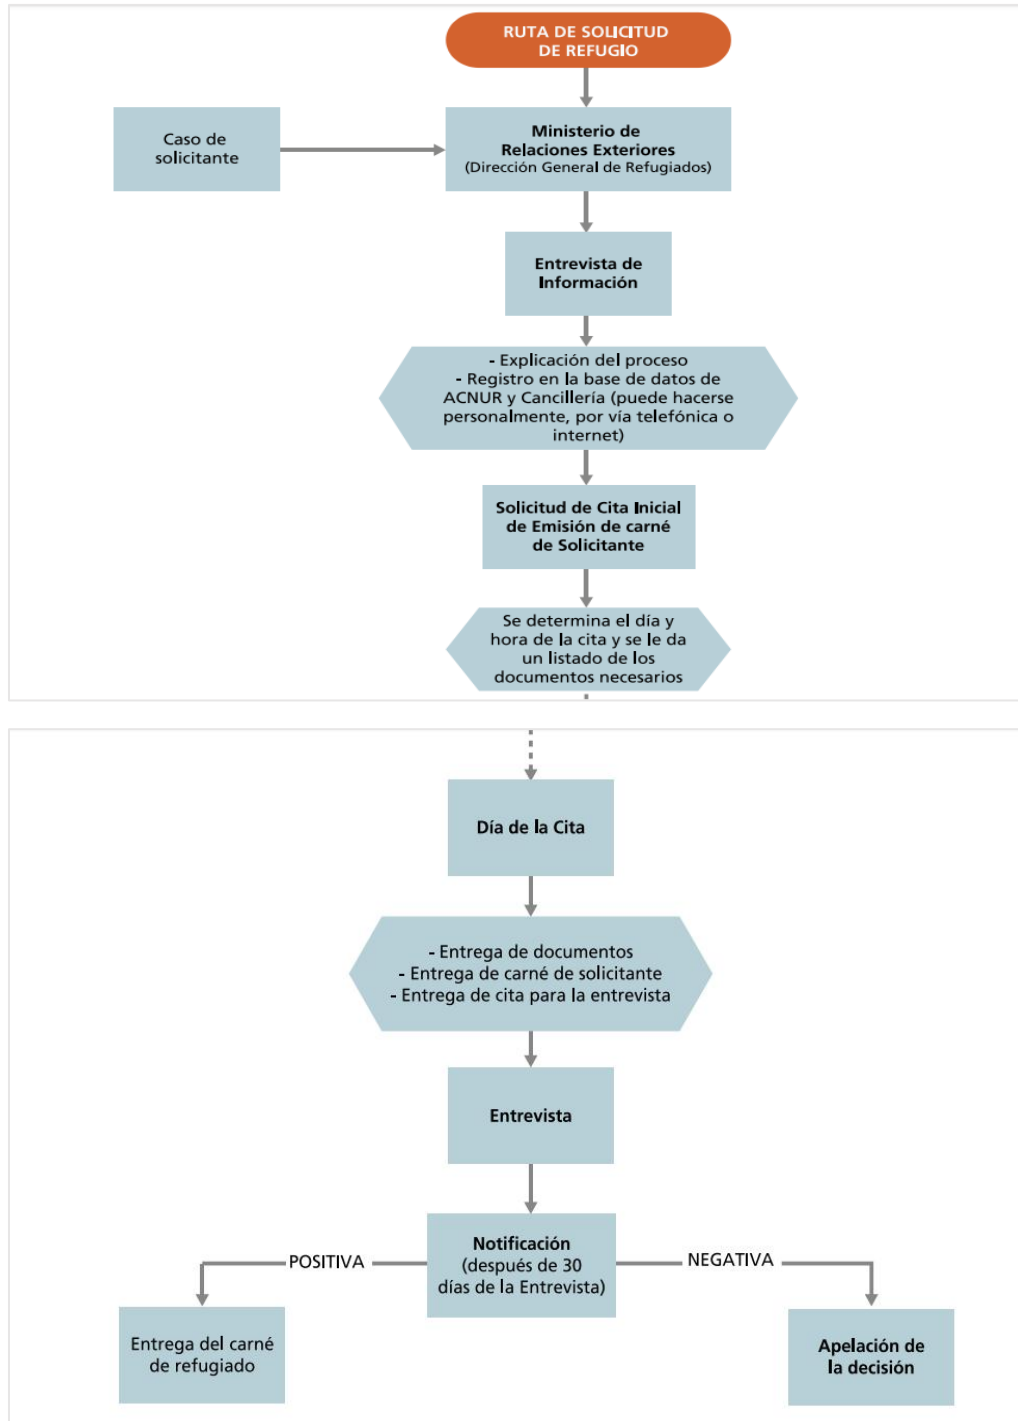 RUTA DE SOLICITUD
DE REFUGIO
Caso de
solicitante
Ministerio de
Relaciones Exteriores
(Dirección General de Refugiados)
Entrevista de
Información
- Explicación del proceso
- Registro en la base de datos de
ACNUR y Cancillería (puede hacerse
personalmente, por vía telefónica o
internet)
Solicitud de Cita Inicial
de Emisión de carné
de Solicitante
Se determina el día y
hora de la cita y se le da
un listado de los
documentos necesarios
Día de la Cita
- Entrega de documentos
- Entrega de carné de solicitante
- Entrega de cita para la entrevista
Entrevista
Notificación
(después de 30
días de la Entrevista)
POSITIVA
NEGATIVA
Entrega del carné
de refugiado
Apelación de
la decisión